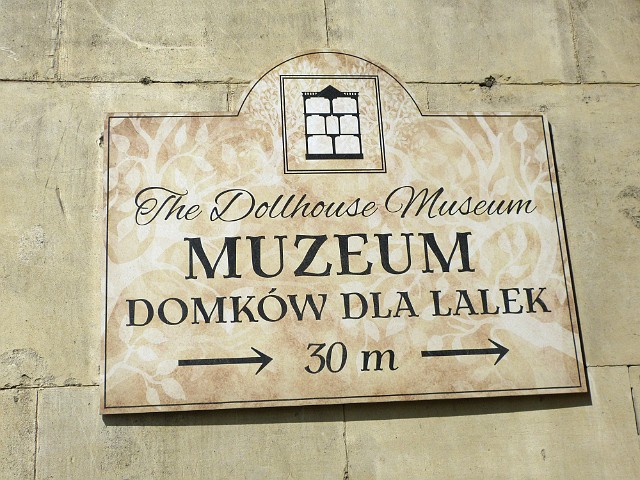 The Dollhouse Museum
MUZEUM
DOMKÓW DLA LALEK
→ 30 m →